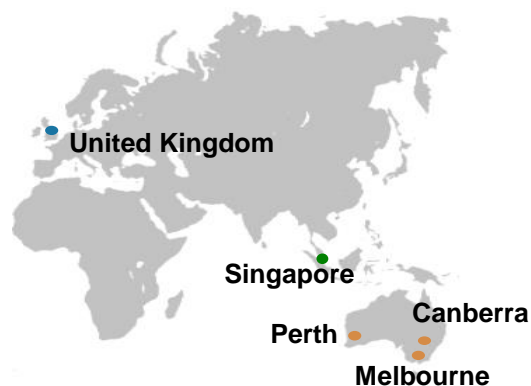 United Kingdom
Singapore
Canberra
Perth
Melbourne